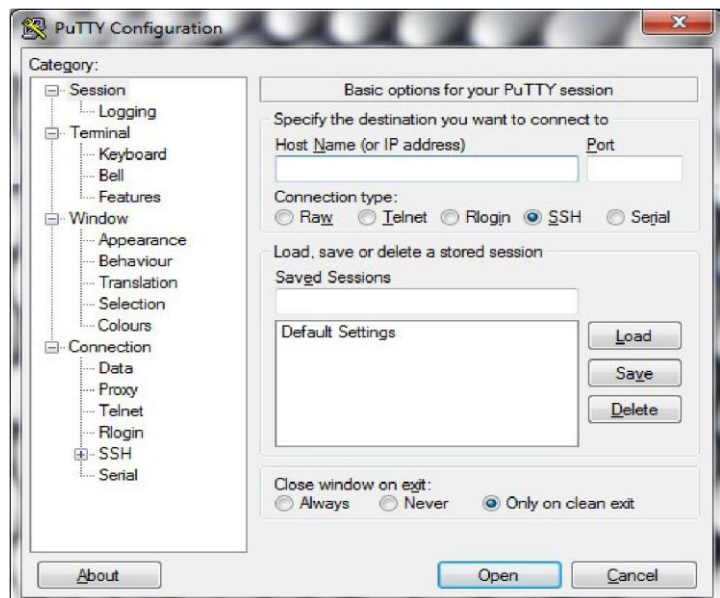 PuTTY Configuration
x
Category:
Session
Logging
Terminal
Keyboard
Bell
Features
Window
Appearance
Behaviour
Translation
Selection
Colours
Connection
Data
Proxy
Telnet
Rlogin
SSH
Serial
Basic options for your PuTTY session
Specify the destination you want to connect to
Host Name (or IP address) Port
Connection type:
Raw Telnet Rlogin SSH Serial
Load, save or delete a stored session
Saved Sessions
Default Settings
Load
Save
Delete
Close window on exit:
Always Never Only on clean exit
About Open Cancel